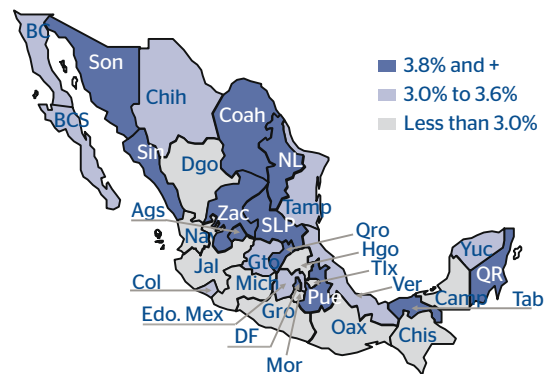 BC
Son
3.8% and +
3.0% to 3.6%
Less than 3.0%
Chih
Coah
BCS
Sin
NL
Dgo
Ags
Zac
Tamp
SLP
Na
Qro
Hgo
Tlx
Yuc
QR
Jal
Gto
Col
Mich
Pue
Ver
Camp
Tab
Edo. Mex
Gro
DF
Oax
Chis
Mor